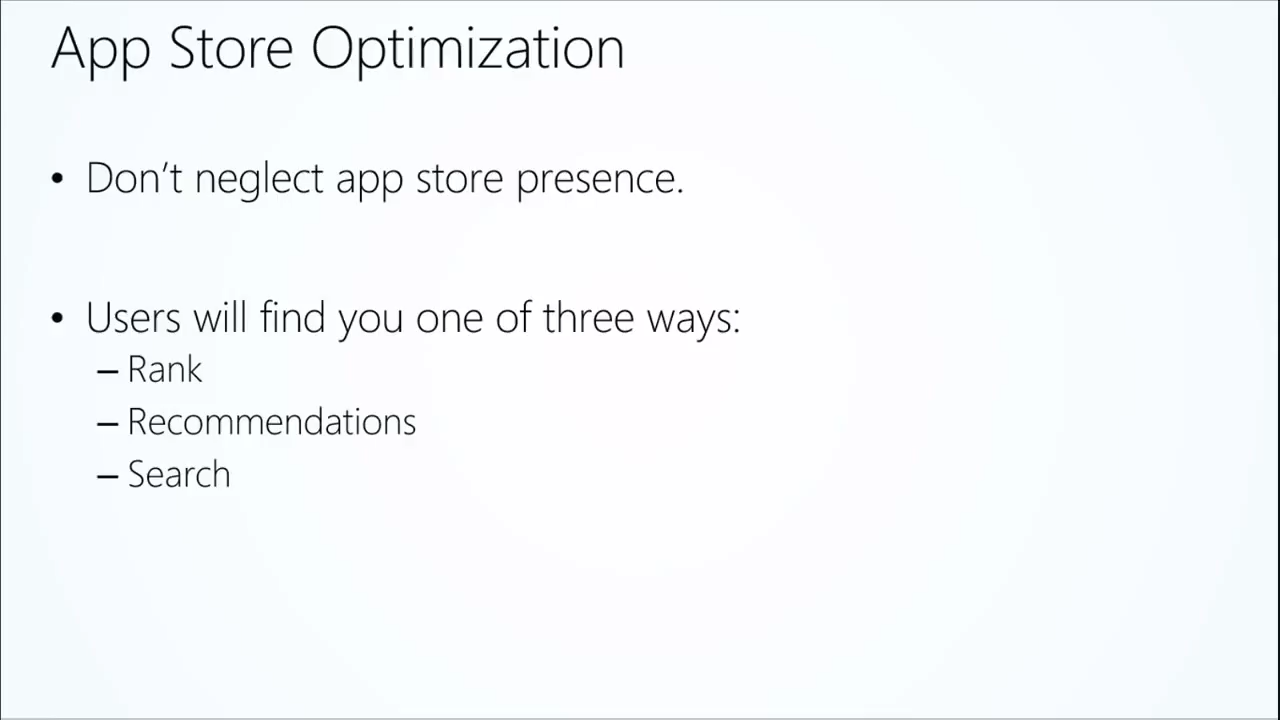 App Store Optimization
• Don’t neglect app store presence.
• Users will find you one of three ways:
– Rank
– Recommendations
– Search